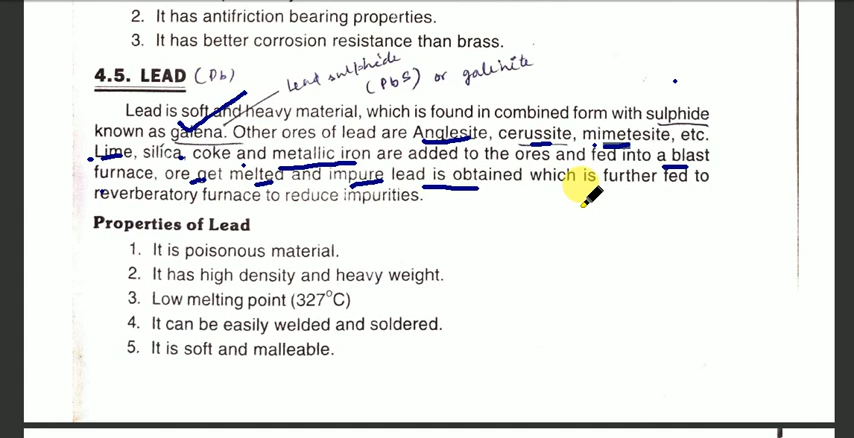 2. It has antifriction bearing properties.
3. It has better corrosion resistance than brass.
4.5. LEAD (Pb)
Lead sulphide
(PbS) or galenite
Lead is soft and heavy material, which is found in combined form with sulphide
known as galena. Other ores of lead are Anglesite, cerussite, mimetesite, etc.
Lime, silica, coke and metallic iron are added to the ores and fed into a blast
furnace, ore get melted and impure lead is obtained which is further fed to
reverberatory furnace to reduce impurities.
Properties of Lead
1. It is poisonous material.
2. It has high density and heavy weight.
3. Low melting point (327°C)
4. It can be easily welded and soldered.
5. It is soft and malleable.